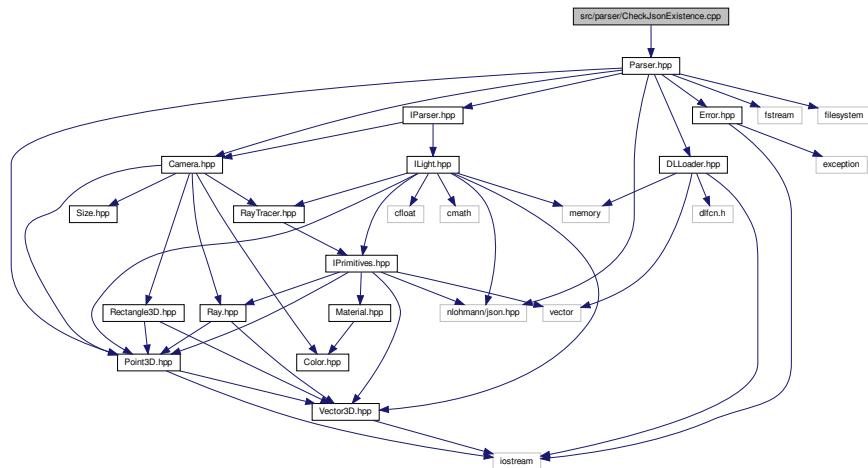 src/parser/CheckJsonExistence.cpp
Parser.hpp
IParser.hpp
Error.hpp
fstream
filesystem
Camera.hpp
ILight.hpp
DLLoader.hpp
exception
Size.hpp
RayTracer.hpp
cfloat
cmath
memory
dlfcn.h
IPrimitives.hpp
Rectangle3D.hpp
Ray.hpp
Material.hpp
nlohmann/json.hpp
vector
Point3D.hpp
Color.hpp
Vector3D.hpp
iostream